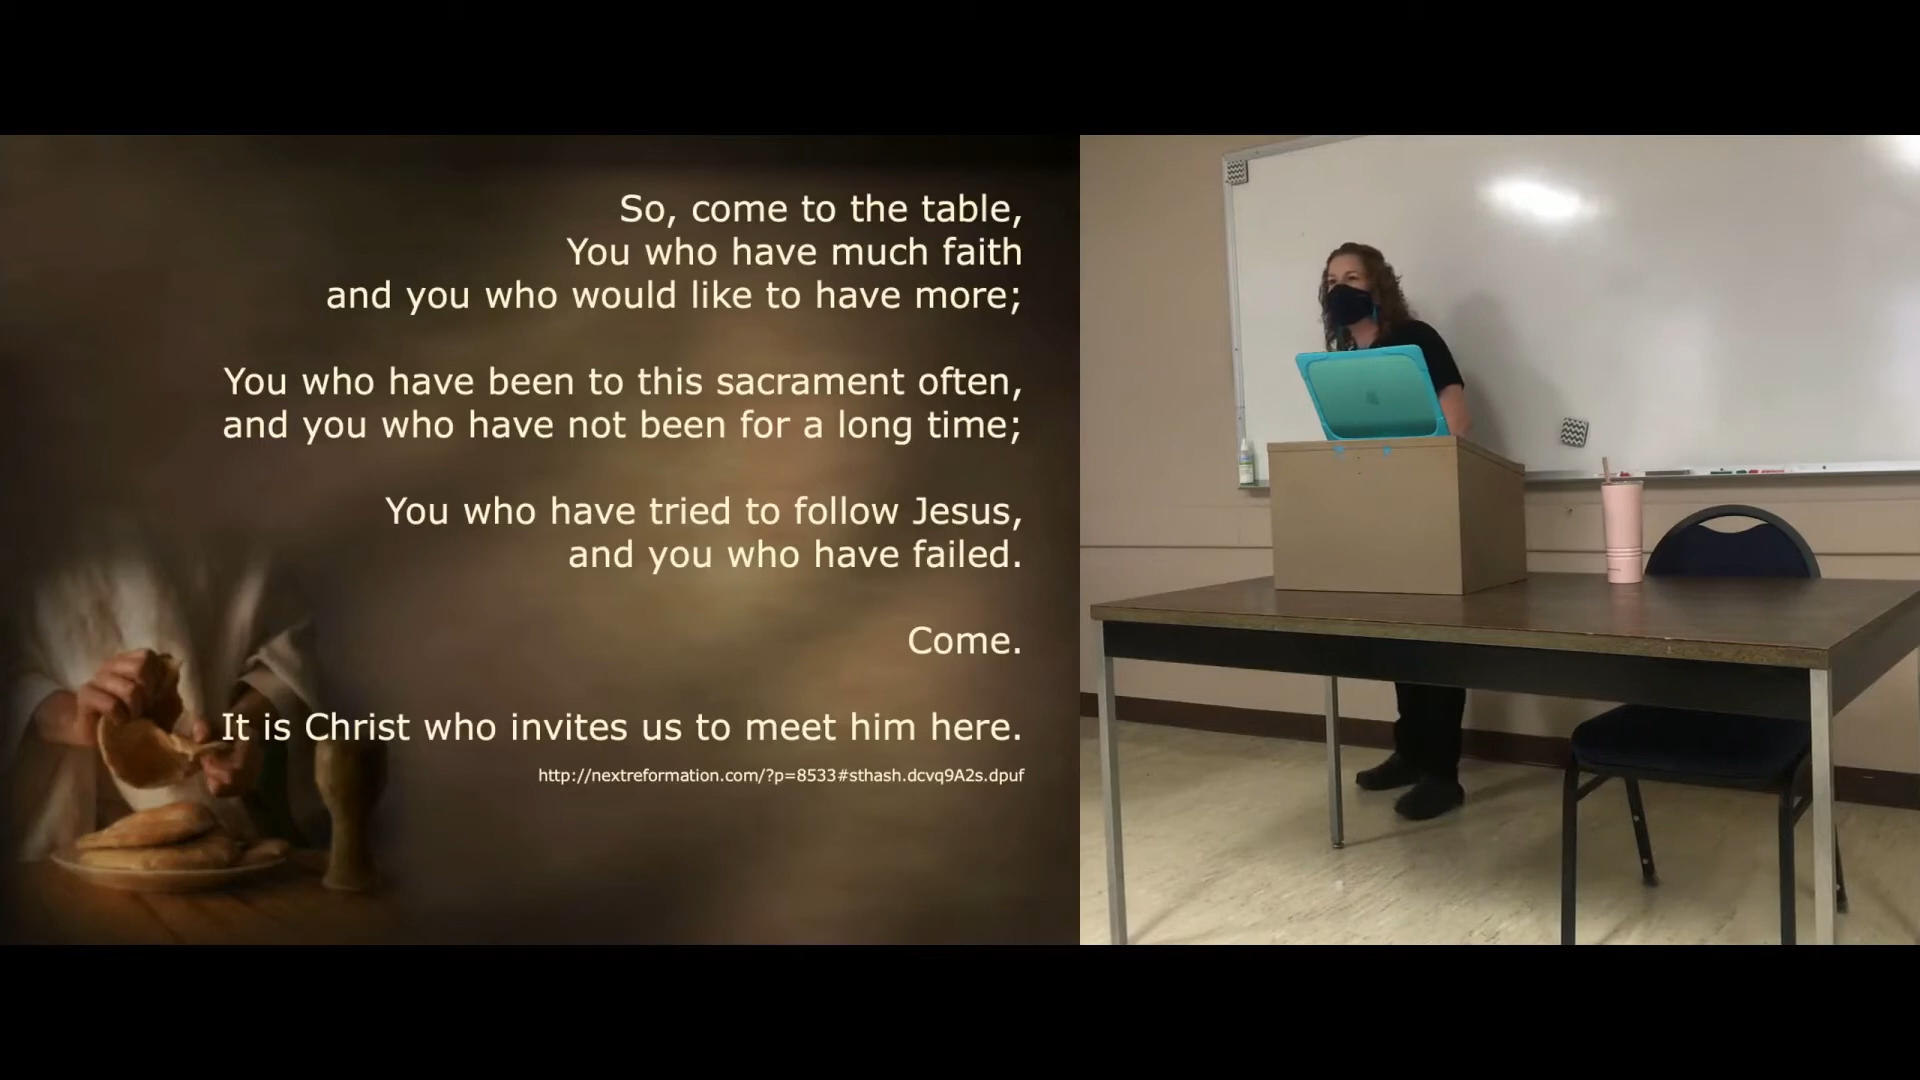 So, come to the table,
You who have much faith
and you who would like to have more;
You who have been to this sacrament often,
and you who have not been for a long time;
You who have tried to follow Jesus,
and you who have failed.
Come.
It is Christ who invites us to meet him here.
http://nextreformation.com/?p=8533#sthash.dcvq9A2s.dpuf